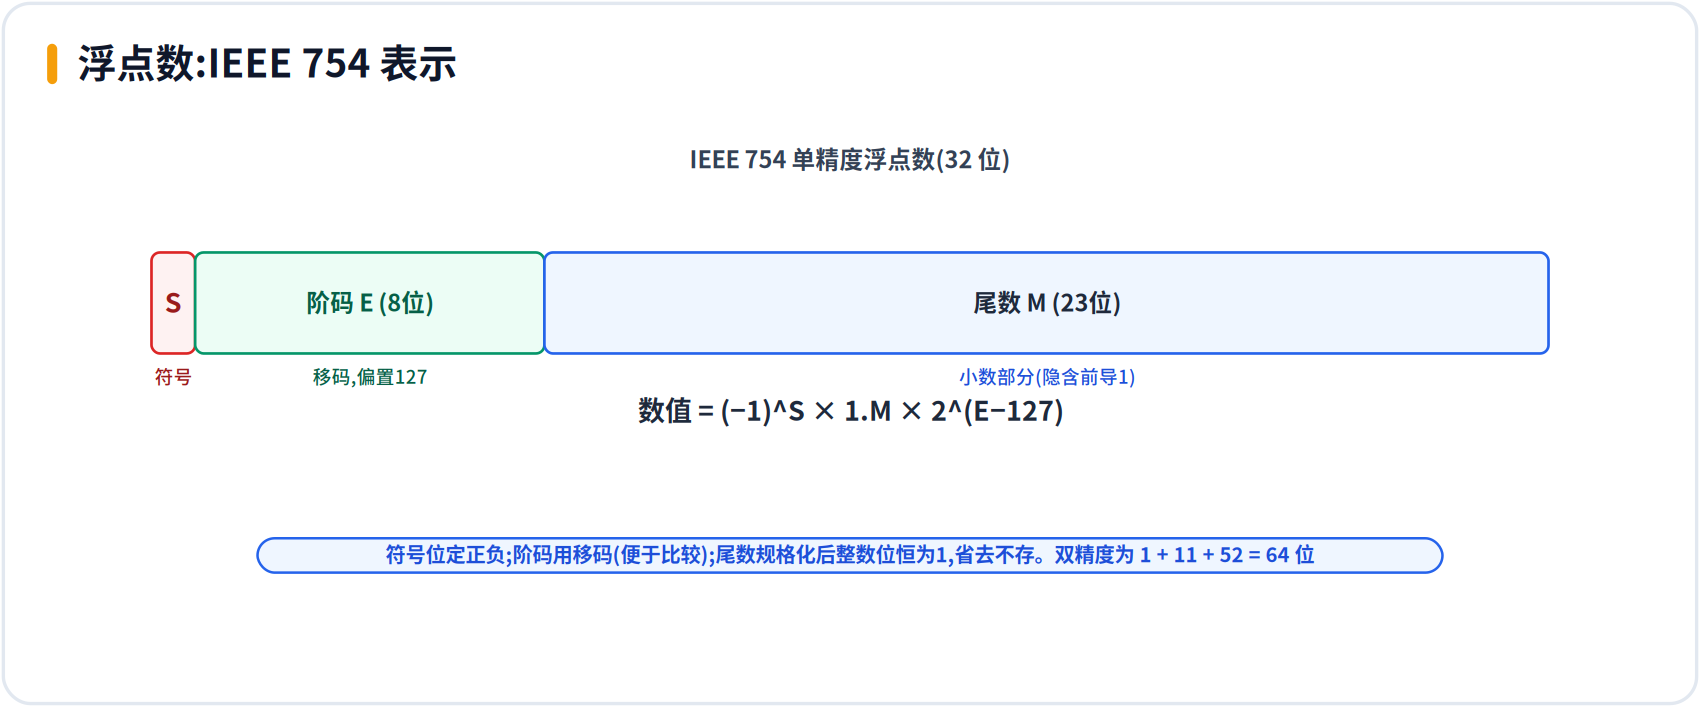 浮点数:IEEE 754 表示
IEEE 754 单精度浮点数(32 位)
S
阶码 E (8位)
尾数 M (23位)
符号
移码,偏置127
小数部分(隐含前导1)
数值 = (−1)^S × 1.M × 2^(E−127)
符号位定正负;阶码用移码(便于比较);尾数规格化后整数位恒为1,省去不存。双精度为 1 + 11 + 52 = 64 位